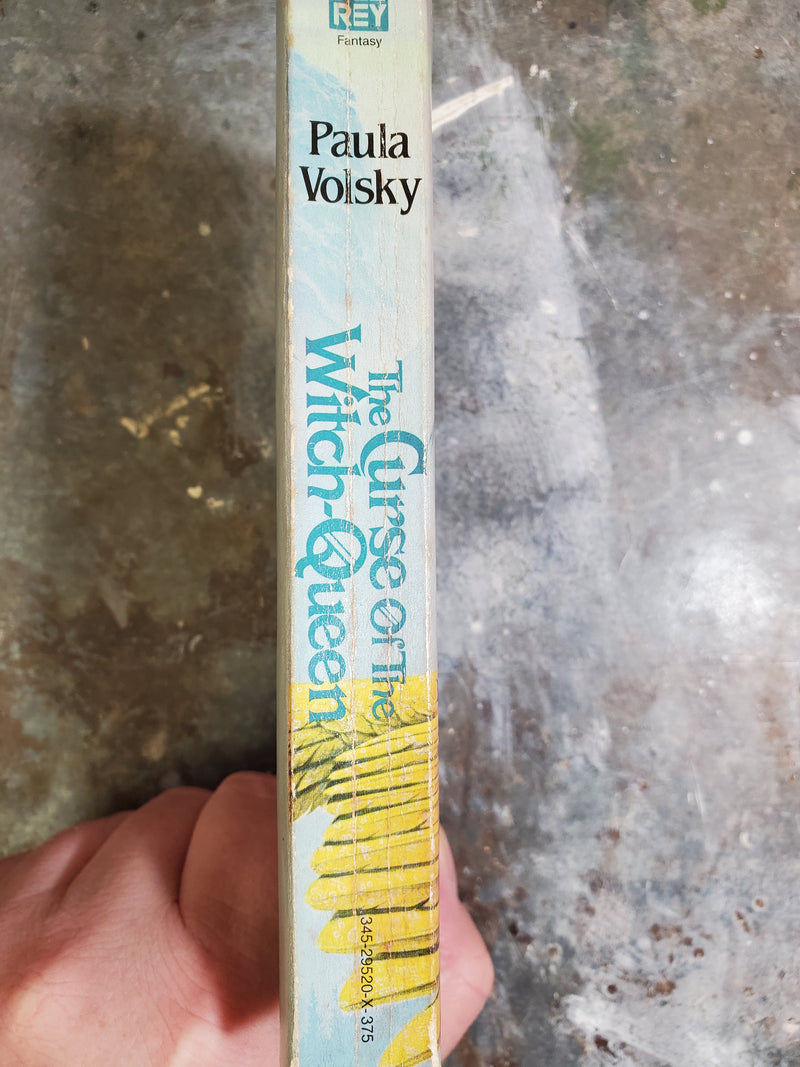 REY
Fantasy
Paula
Volsky
The Curse of The
Witch-Queen
345-29520-X-375